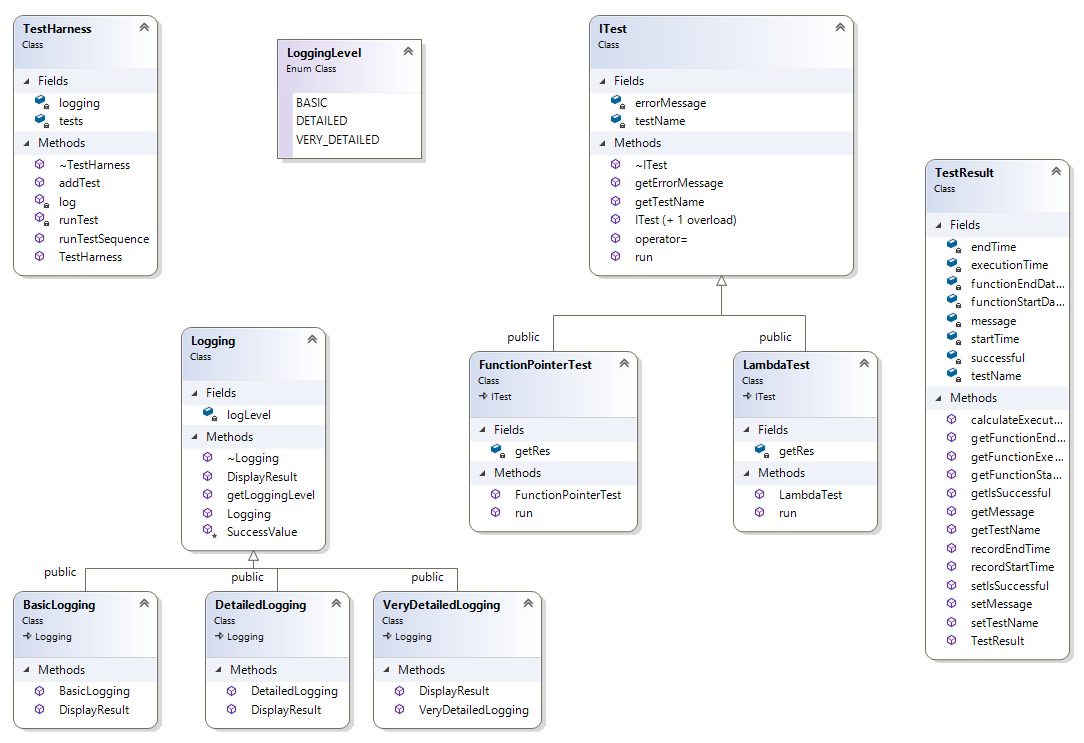 TestHarness
Class
Fields
logging
tests
Methods
~TestHarness
addTest
log
runTest
runTestSequence
TestHarness
LoggingLevel
Enum Class
BASIC
DETAILED
VERY_DETAILED
ITest
Class
Fields
errorMessage
testName
Methods
~ITest
getErrorMessage
getTestName
ITest (+ 1 overload)
operator=
run
TestResult
Class
Fields
endTime
executionTime
functionEndDat...
functionStartDa...
message
startTime
successful
testName
Methods
calculateExecut...
getFunctionEnd...
getFunctionExe...
getFunctionSta...
getIsSuccessful
getMessage
getTestName
recordEndTime
recordStartTime
setIsSuccessful
setMessage
setTestName
TestResult
Logging
Class
Fields
logLevel
Methods
~Logging
DisplayResult
getLoggingLevel
Logging
SuccessValue
public
public
FunctionPointerTest
Class
ITest
Fields
getRes
Methods
FunctionPointerTest
run
LambdaTest
Class
ITest
Fields
getRes
Methods
LambdaTest
run
public
public
public
BasicLogging
Class
Logging
Methods
BasicLogging
DisplayResult
DetailedLogging
Class
Logging
Methods
DetailedLogging
DisplayResult
VeryDetailedLogging
Class
Logging
Methods
DisplayResult
VeryDetailedLogging